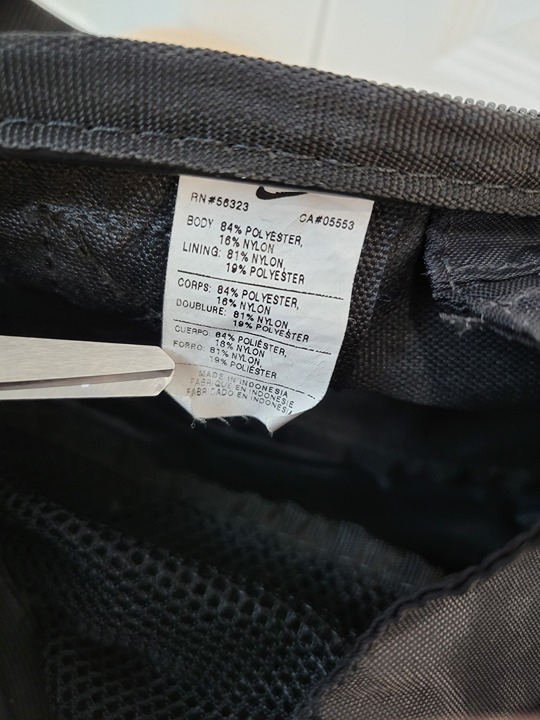 RN#56323 CA#05553
BODY: 84% POLYESTER,
16% NYLON
LINING: 81% NYLON,
19% POLYESTER
CORPS: 84% POLYESTER,
16% NYLON
DOUBLURE: 81% NYLON
19% POLYESTER
CUERPO: 84% POLIÉSTER,
16% NYLON
FORRO: 81% NYLON,
19% POLIÉSTER
MADE IN INDONESIA
FABRIQUE EN INDONESIE
FABRICADO EN INDONESIA